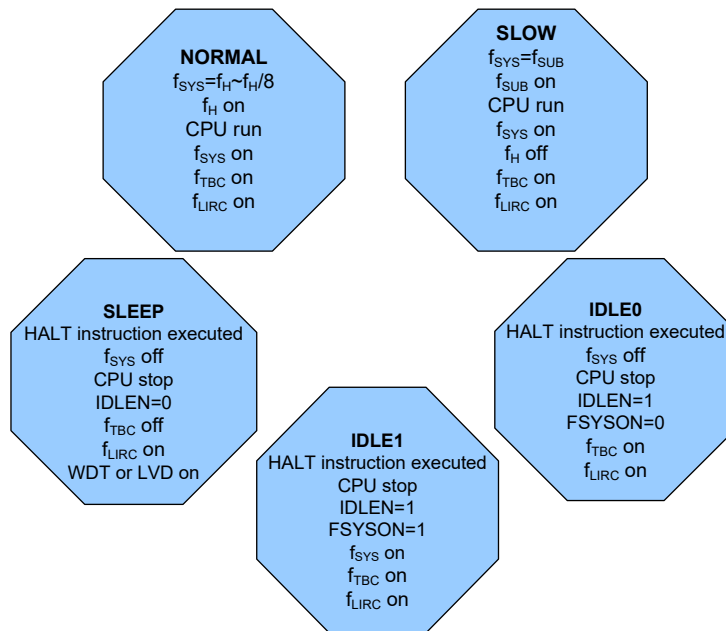 NORMAL
fSYS=fH~fH/8
fH on
CPU run
fSYS on
fTBC on
fLIRC on
SLOW
fSYS=fSUB
fSUB on
CPU run
fSYS on
fH off
fTBC on
fLIRC on
SLEEP
HALT instruction executed
fSYS off
CPU stop
IDLEN=0
fTBC off
fLIRC on
WDT or LVD on
IDLE1
HALT instruction executed
CPU stop
IDLEN=1
FSYSON=1
fSYS on
fTBC on
fLIRC on
IDLE0
HALT instruction executed
fSYS off
CPU stop
IDLEN=1
FSYSON=0
fTBC on
fLIRC on